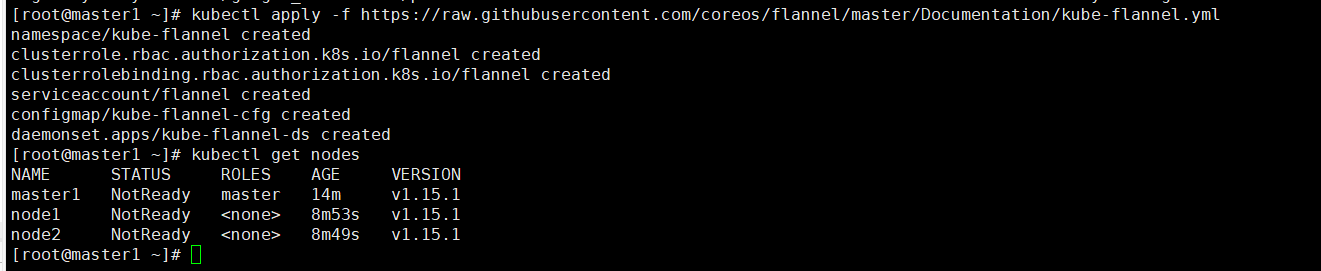 [root@master1 ~]# kubectl apply -f https://raw.githubusercontent.com/coreos/flannel/master/Documentation/kube-flannel.yml
namespace/kube-flannel created
clusterrole.rbac.authorization.k8s.io/flannel created
clusterrolebinding.rbac.authorization.k8s.io/flannel created
serviceaccount/flannel created
configmap/kube-flannel-cfg created
daemonset.apps/kube-flannel-ds created
[root@master1 ~]# kubectl get nodes
NAME STATUS ROLES AGE VERSION
master1 NotReady master 14m v1.15.1
node1 NotReady <none> 8m53s v1.15.1
node2 NotReady <none> 8m49s v1.15.1
[root@master1 ~]#